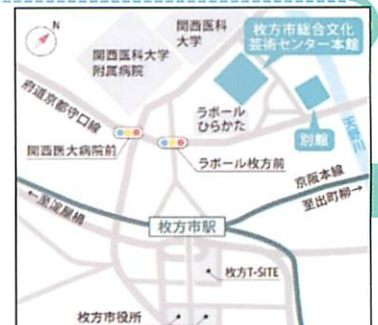 N
関西医科
大学
関西医科大学
附属病院
枚方市総合文化
芸術センター本館
別館
ラポール
ひらかた
天野川
府道京都守口線
関西医大病院前
ラポール枚方前
京阪本線
至出町柳→
←至淀屋橋
枚方市駅
枚方T-SITE
枚方市役所